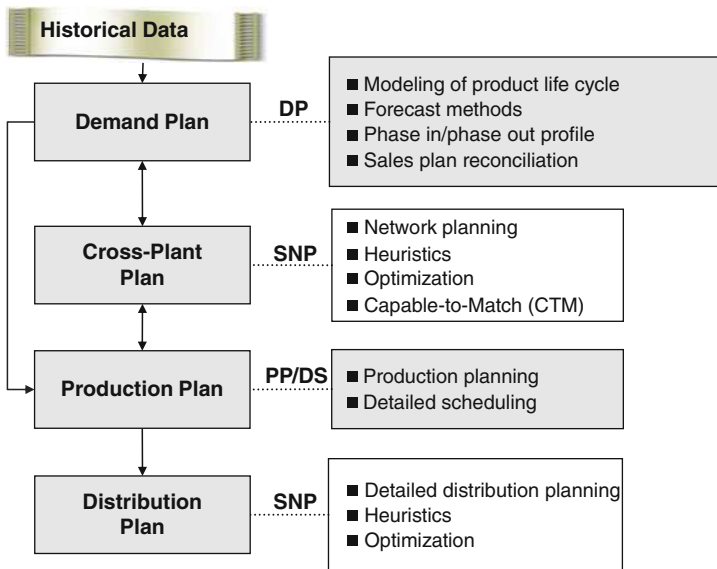 Historical Data
Demand Plan
DP
■ Modeling of product life cycle
■ Forecast methods
■ Phase in/phase out profile
■ Sales plan reconciliation
Cross-Plant
Plan
SNP
■ Network planning
■ Heuristics
■ Optimization
■ Capable-to-Match (CTM)
Production Plan
PP/DS
■ Production planning
■ Detailed scheduling
Distribution
Plan
SNP
■ Detailed distribution planning
■ Heuristics
■ Optimization